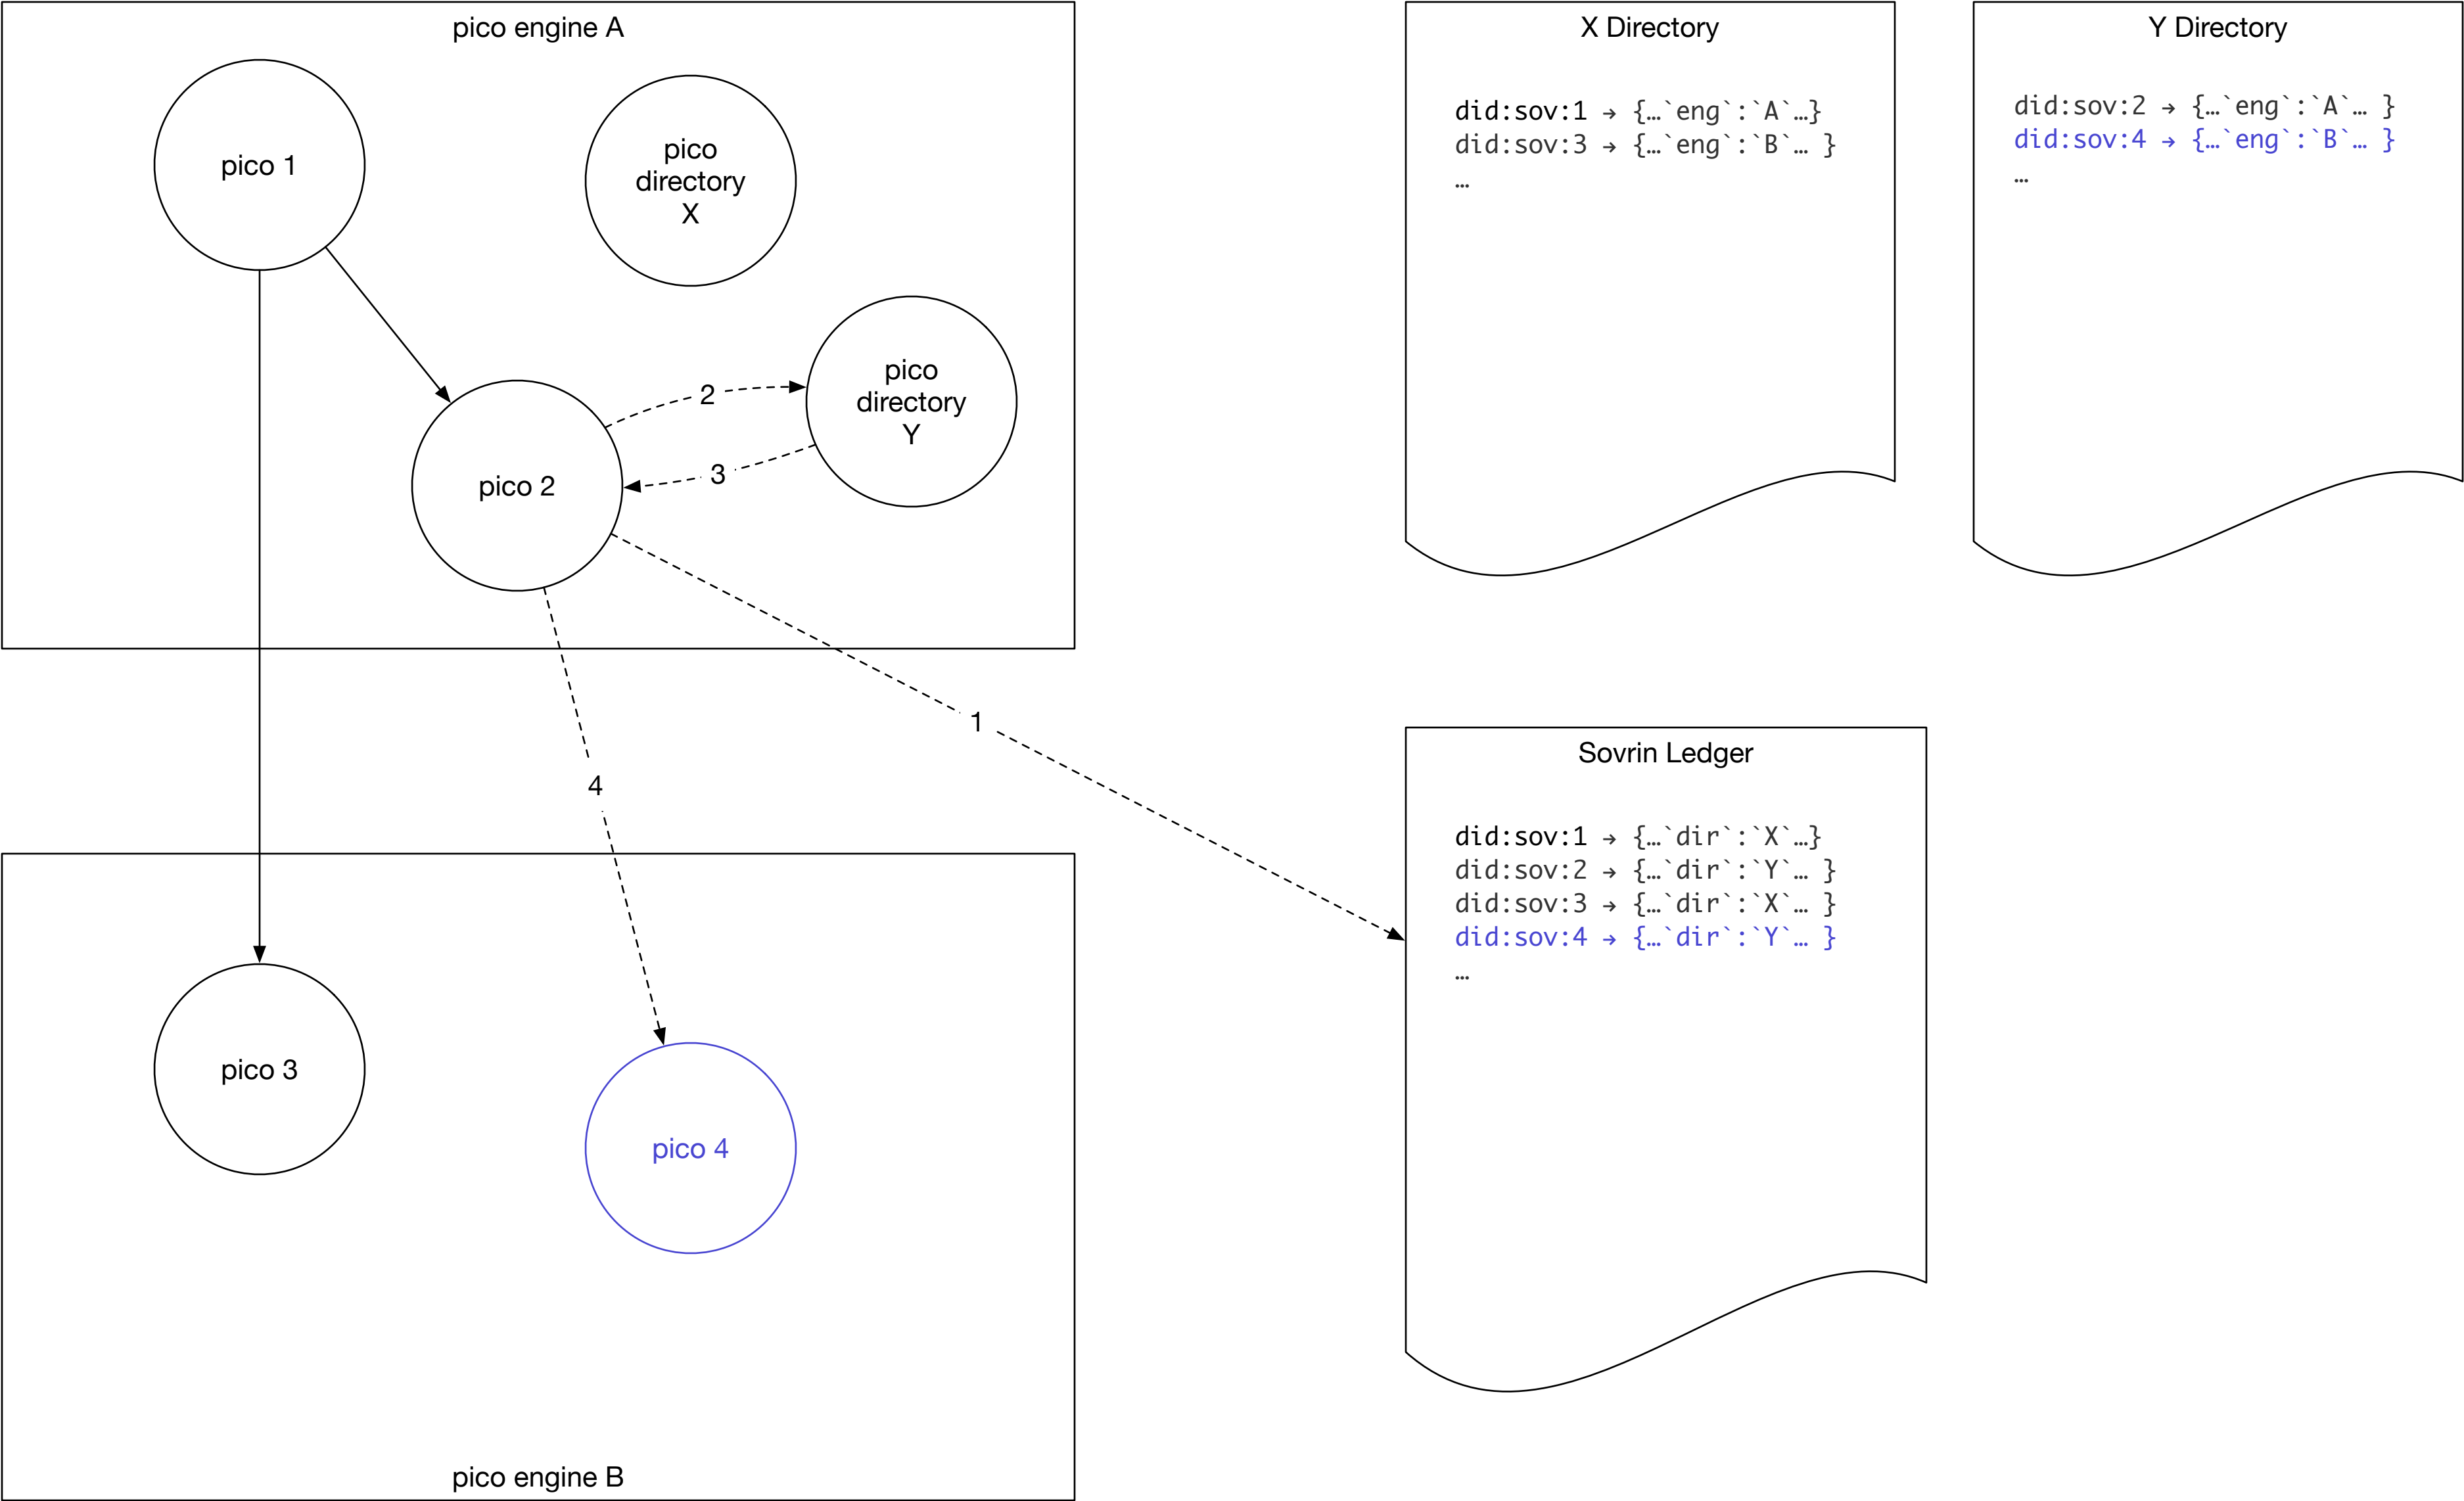 pico engine A
pico 1
pico
directory
X
pico
directory
Y
2
3
pico 2
1
4
pico 3
pico 4
pico engine B
X Directory
did:sov:1 → {…`eng`:`A`…}
did:sov:3 → {…`eng`:`B`… }
…
Y Directory
did:sov:2 → {…`eng`:`A`… }
did:sov:4 → {…`eng`:`B`… }
…
Sovrin Ledger
did:sov:1 → {…`dir`:`X`…}
did:sov:2 → {…`dir`:`Y`… }
did:sov:3 → {…`dir`:`X`… }
did:sov:4 → {…`dir`:`Y`… }
…